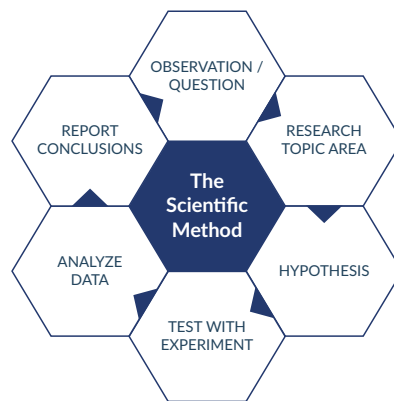 OBSERVATION /
QUESTION
RESEARCH
TOPIC AREA
HYPOTHESIS
TEST WITH
EXPERIMENT
ANALYZE
DATA
REPORT
CONCLUSIONS
The
Scientific
Method